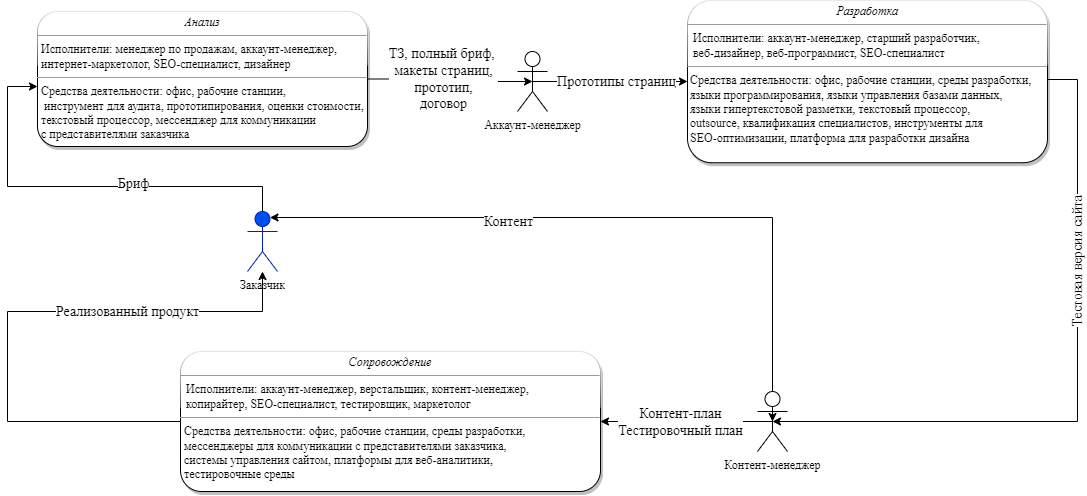 Анализ
Исполнители: менеджер по продажам, аккаунт-менеджер,
интернет-маркетолог, SEO-специалист, дизайнер
Средства деятельности: офис, рабочие станции,
инструмент для аудита, прототипирования, оценки стоимости,
текстовый процессор, мессенджер для коммуникации
с представителями заказчика
ТЗ, полный бриф,
макеты страниц,
прототип,
договор
Аккаунт-менеджер
Прототипы страниц
Разработка
Исполнители: аккаунт-менеджер, старший разработчик,
веб-дизайнер, веб-программист, SEO-специалист
Средства деятельности: офис, рабочие станции, среды разработки,
языки программирования, языки управления базами данных,
языки гипертекстовой разметки, текстовый процессор,
outsource, квалификация специалистов, инструменты для
SEO-оптимизации, платформа для разработки дизайна
Бриф
Контент
Заказчик
Тестовая версия сайта
Реализованный продукт
Сопровождение
Исполнители: аккаунт-менеджер, верстальщик, контент-менеджер,
копирайтер, SEO-специалист, тестировщик, маркетолог
Средства деятельности: офис, рабочие станции, среды разработки,
мессенджеры для коммуникации с представителями заказчика,
системы управления сайтом, платформы для веб-аналитики,
тестировочные среды
Контент-план
Тестировочный план
Контент-менеджер